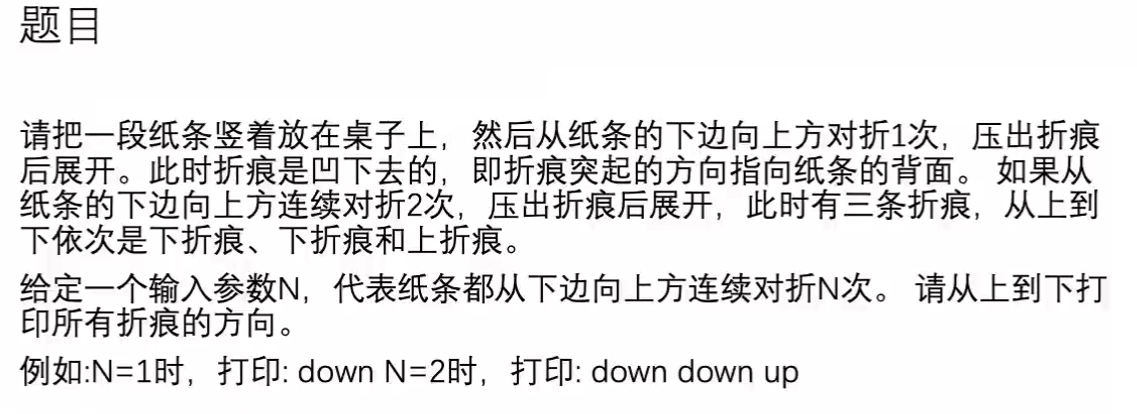 题目
请把一段纸条竖着放在桌子上，然后从纸条的下边向上方对折1次，压出折痕
后展开。此时折痕是凹下去的，即折痕突起的方向指向纸条的背面。 如果从
纸条的下边向上方连续对折2次，压出折痕后展开，此时有三条折痕，从上到
下依次是下折痕、下折痕和上折痕。
给定一个输入参数N，代表纸条都从下边向上方连续对折N次。 请从上到下打
印所有折痕的方向。
例如:N=1时，打印: down N=2时，打印: down down up